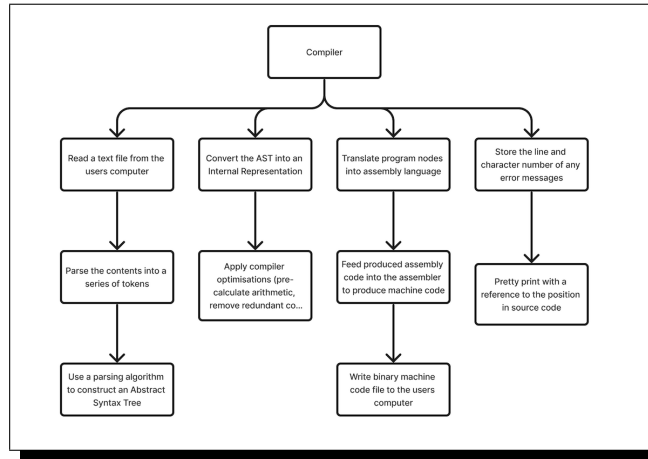 Compiler
Read a text file from the
users computer
Convert the AST into an
Internal Representation
Translate program nodes
into assembly language
Store the line and
character number of any
error messages
Parse the contents into a
series of tokens
Apply compiler
optimisations (pre-
calculate arithmetic,
remove redundant co...
Feed produced assembly
code into the assembler
to produce machine code
Pretty print with a
reference to the position
in source code
Use a parsing algorithm
to construct an Abstract
Syntax Tree
Write binary machine
code file to the users
computer